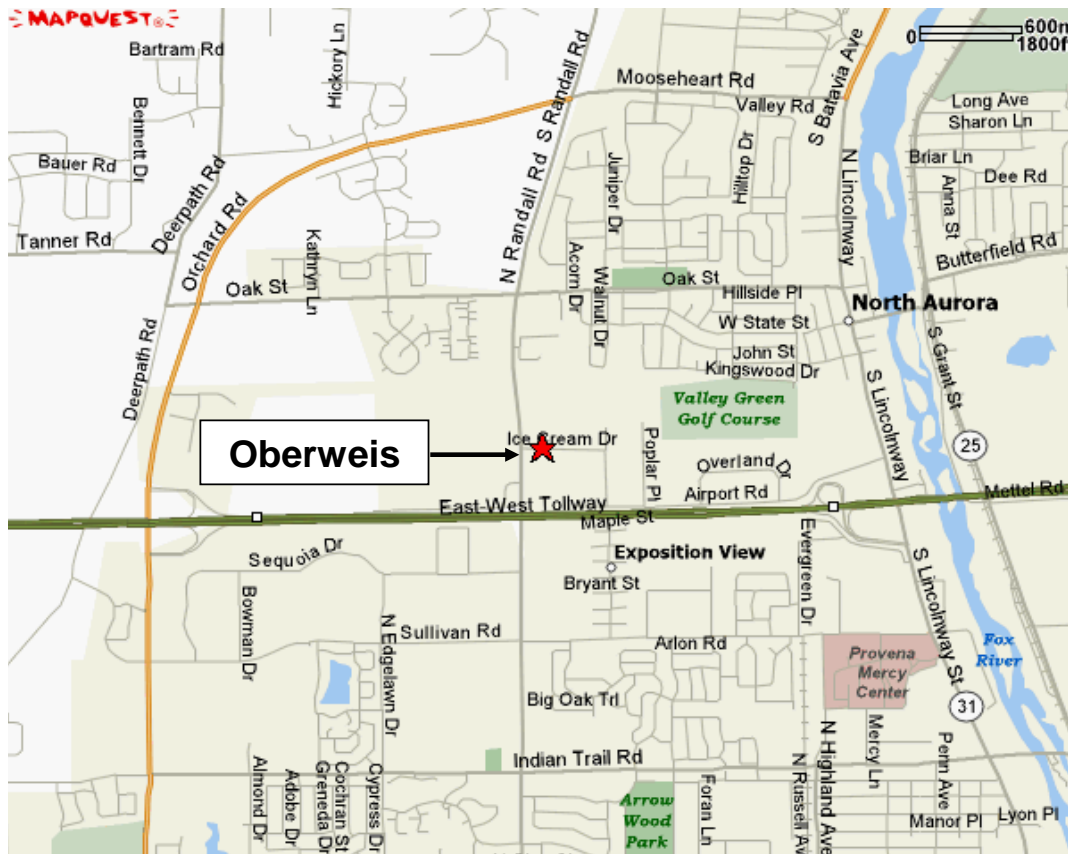 MAPQUEST
0 600m
1800ft
Bartram Rd
Hickory Ln
S Randall Rd
Mooseheart Rd
Valley Rd
S Batavia Ave
Long Ave
Sharon Ln
Bennett Dr
Bauer Rd
Briar Ln
Dee Rd
Anna St
Juniper Dr
Hilltop Dr
N Lincolnway
Deerpath Rd
Orchard Rd
Tanner Rd
N Randall Rd
Kathryn Ln
Acorn Dr
Walnut Dr
Butterfield Rd
Oak St
Oak St
Hillside Pl
North Aurora
W State St
John St
Kingswood Dr
S Grant St
Deerpath Rd
S Lincolnway
Valley Green
Golf Course
Ice Cream Dr
Oberweis
Poplar Pl
Overland Dr
25
Airport Rd
Mettel Rd
East-West Tollway
Maple St
Sequoia Dr
Exposition View
Evergreen Dr
Bryant St
S Lincolnway St
Bowman Dr
N Edgelawn Dr
Sullivan Rd
Arlon Rd
Fox
River
Provena
Mercy
Center
Big Oak Trl
31
N Highland Ave
Mercy Ln
Penn Ave
Indian Trail Rd
N Russell Av
Almond Dr
Adobe Dr
Greneda Dr
Cochran St
Cypress Dr
Arrow
Wood
Park
Foran Ln
Manor Pl
Lyon Pl